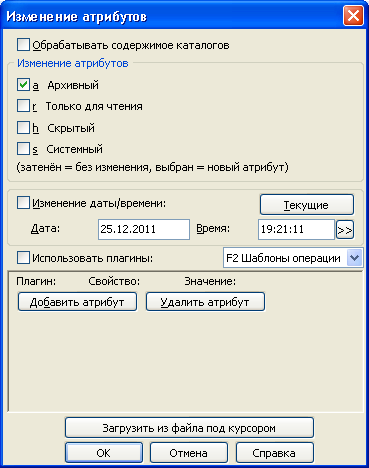 Изменение атрибутов
Обрабатывать содержимое каталогов
Изменение атрибутов
a Архивный
r Только для чтения
h Скрытый
s Системный
(затенён = без изменения, выбран = новый атрибут)
Изменение даты/времени: Текущие
Дата: 25.12.2011 Время: 19:21:11 >>
Использовать плагины: F2 Шаблоны операции
Плагин: Свойство: Значение:
Добавить атрибут Удалить атрибут
Загрузить из файла под курсором
OK Отмена Справка